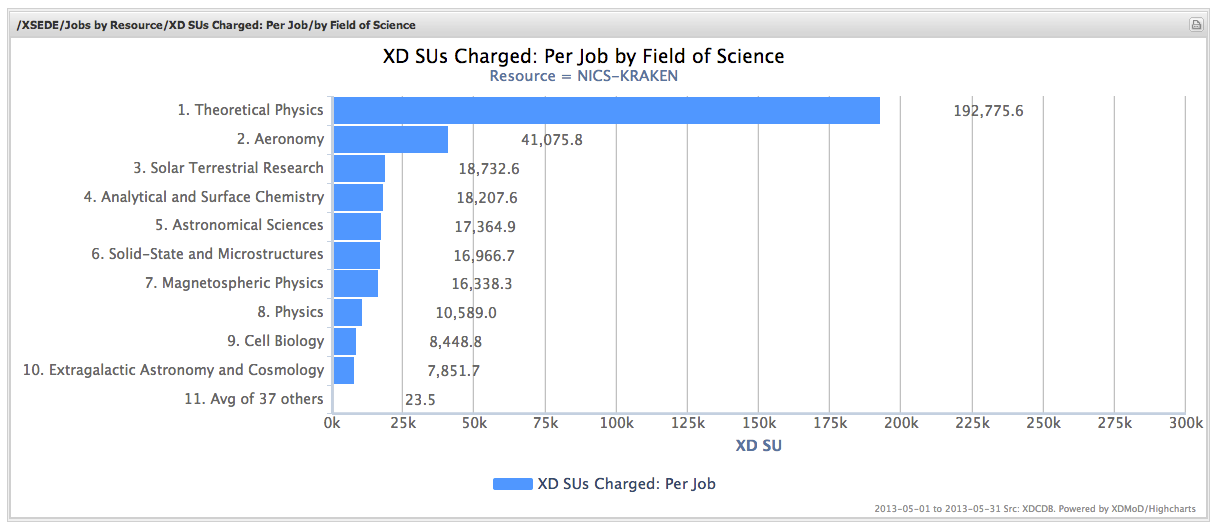 /XSEDE/Jobs by Resource/XD SUs Charged: Per Job/by Field of Science
XD SUs Charged: Per Job by Field of Science
Resource = NICS-KRAKEN
1. Theoretical Physics 192,775.6
2. Aeronomy 41,075.8
3. Solar Terrestrial Research 18,732.6
4. Analytical and Surface Chemistry 18,207.6
5. Astronomical Sciences 17,364.9
6. Solid-State and Microstructures 16,966.7
7. Magnetospheric Physics 16,338.3
8. Physics 10,589.0
9. Cell Biology 8,448.8
10. Extragalactic Astronomy and Cosmology 7,851.7
11. Avg of 37 others 23.5
0k 25k 50k 75k 100k 125k 150k 175k 200k 225k 250k 275k 300k
XD SU
XD SUs Charged: Per Job
2013-05-01 to 2013-05-31 Src: XDCDB. Powered by XDMoD/Highcharts